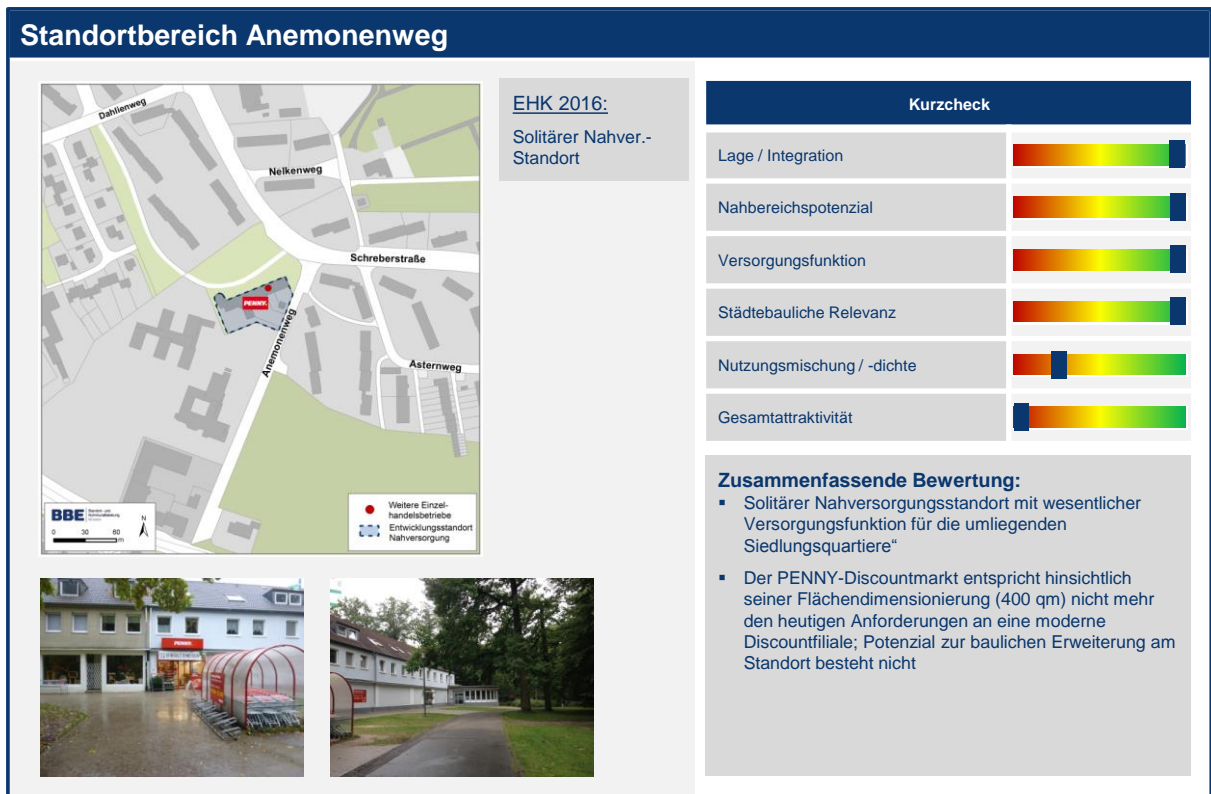 Standortbereich Anemonenweg
Dahlienweg
Nelkenweg
Schreberstraße
PENNY.
Anemonenweg
Asternweg
BBE
0 30 60
m
N
Weitere Einzel-
handelsbetriebe
Entwicklungsstandort
Nahversorgung
EHK 2016:
Solitärer Nahver.-
Standort
PENNY.
Kurzcheck
Lage / Integration
Nahbereichspotenzial
Versorgungsfunktion
Städtebauliche Relevanz
Nutzungsmischung / -dichte
Gesamtattraktivität
Zusammenfassende Bewertung:
▪ Solitärer Nahversorgungsstandort mit wesentlicher
Versorgungsfunktion für die umliegenden
Siedlungsquartiere“
▪ Der PENNY-Discountmarkt entspricht hinsichtlich
seiner Flächendimensionierung (400 qm) nicht mehr
den heutigen Anforderungen an eine moderne
Discountfiliale; Potenzial zur baulichen Erweiterung am
Standort besteht nicht